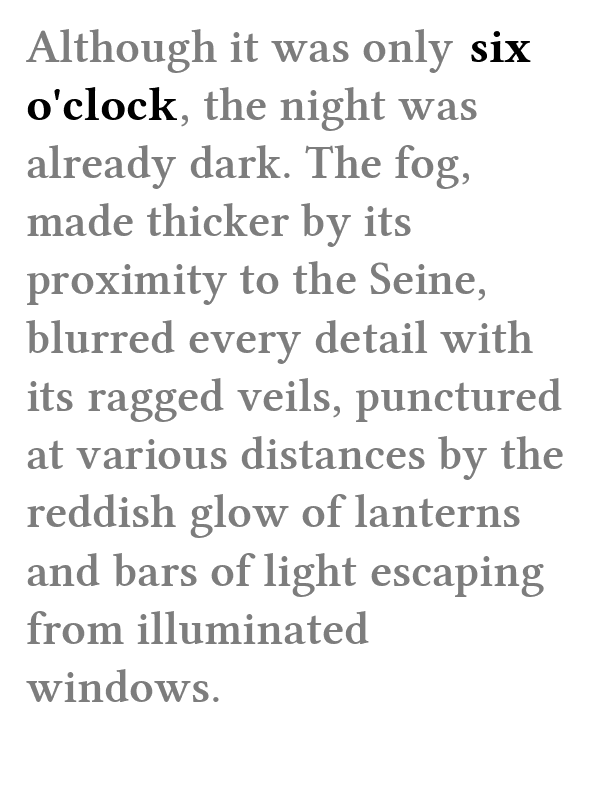 Although it was only six
o'clock, the night was
already dark. The fog,
made thicker by its
proximity to the Seine,
blurred every detail with
its ragged veils, punctured
at various distances by the
reddish glow of lanterns
and bars of light escaping
from illuminated
windows.